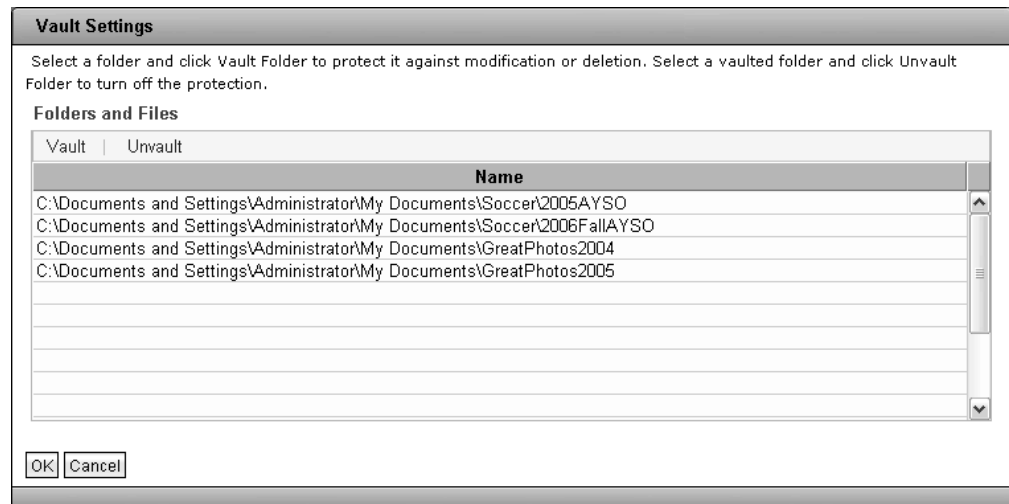 Vault Settings
Select a folder and click Vault Folder to protect it against modification or deletion. Select a vaulted folder and click Unvault
Folder to turn off the protection.
Folders and Files
Vault | Unvault
Name
C:\Documents and Settings\Administrator\My Documents\Soccer\2005AYSO
C:\Documents and Settings\Administrator\My Documents\Soccer\2006FallAYSO
C:\Documents and Settings\Administrator\My Documents\GreatPhotos2004
C:\Documents and Settings\Administrator\My Documents\GreatPhotos2005
OK Cancel